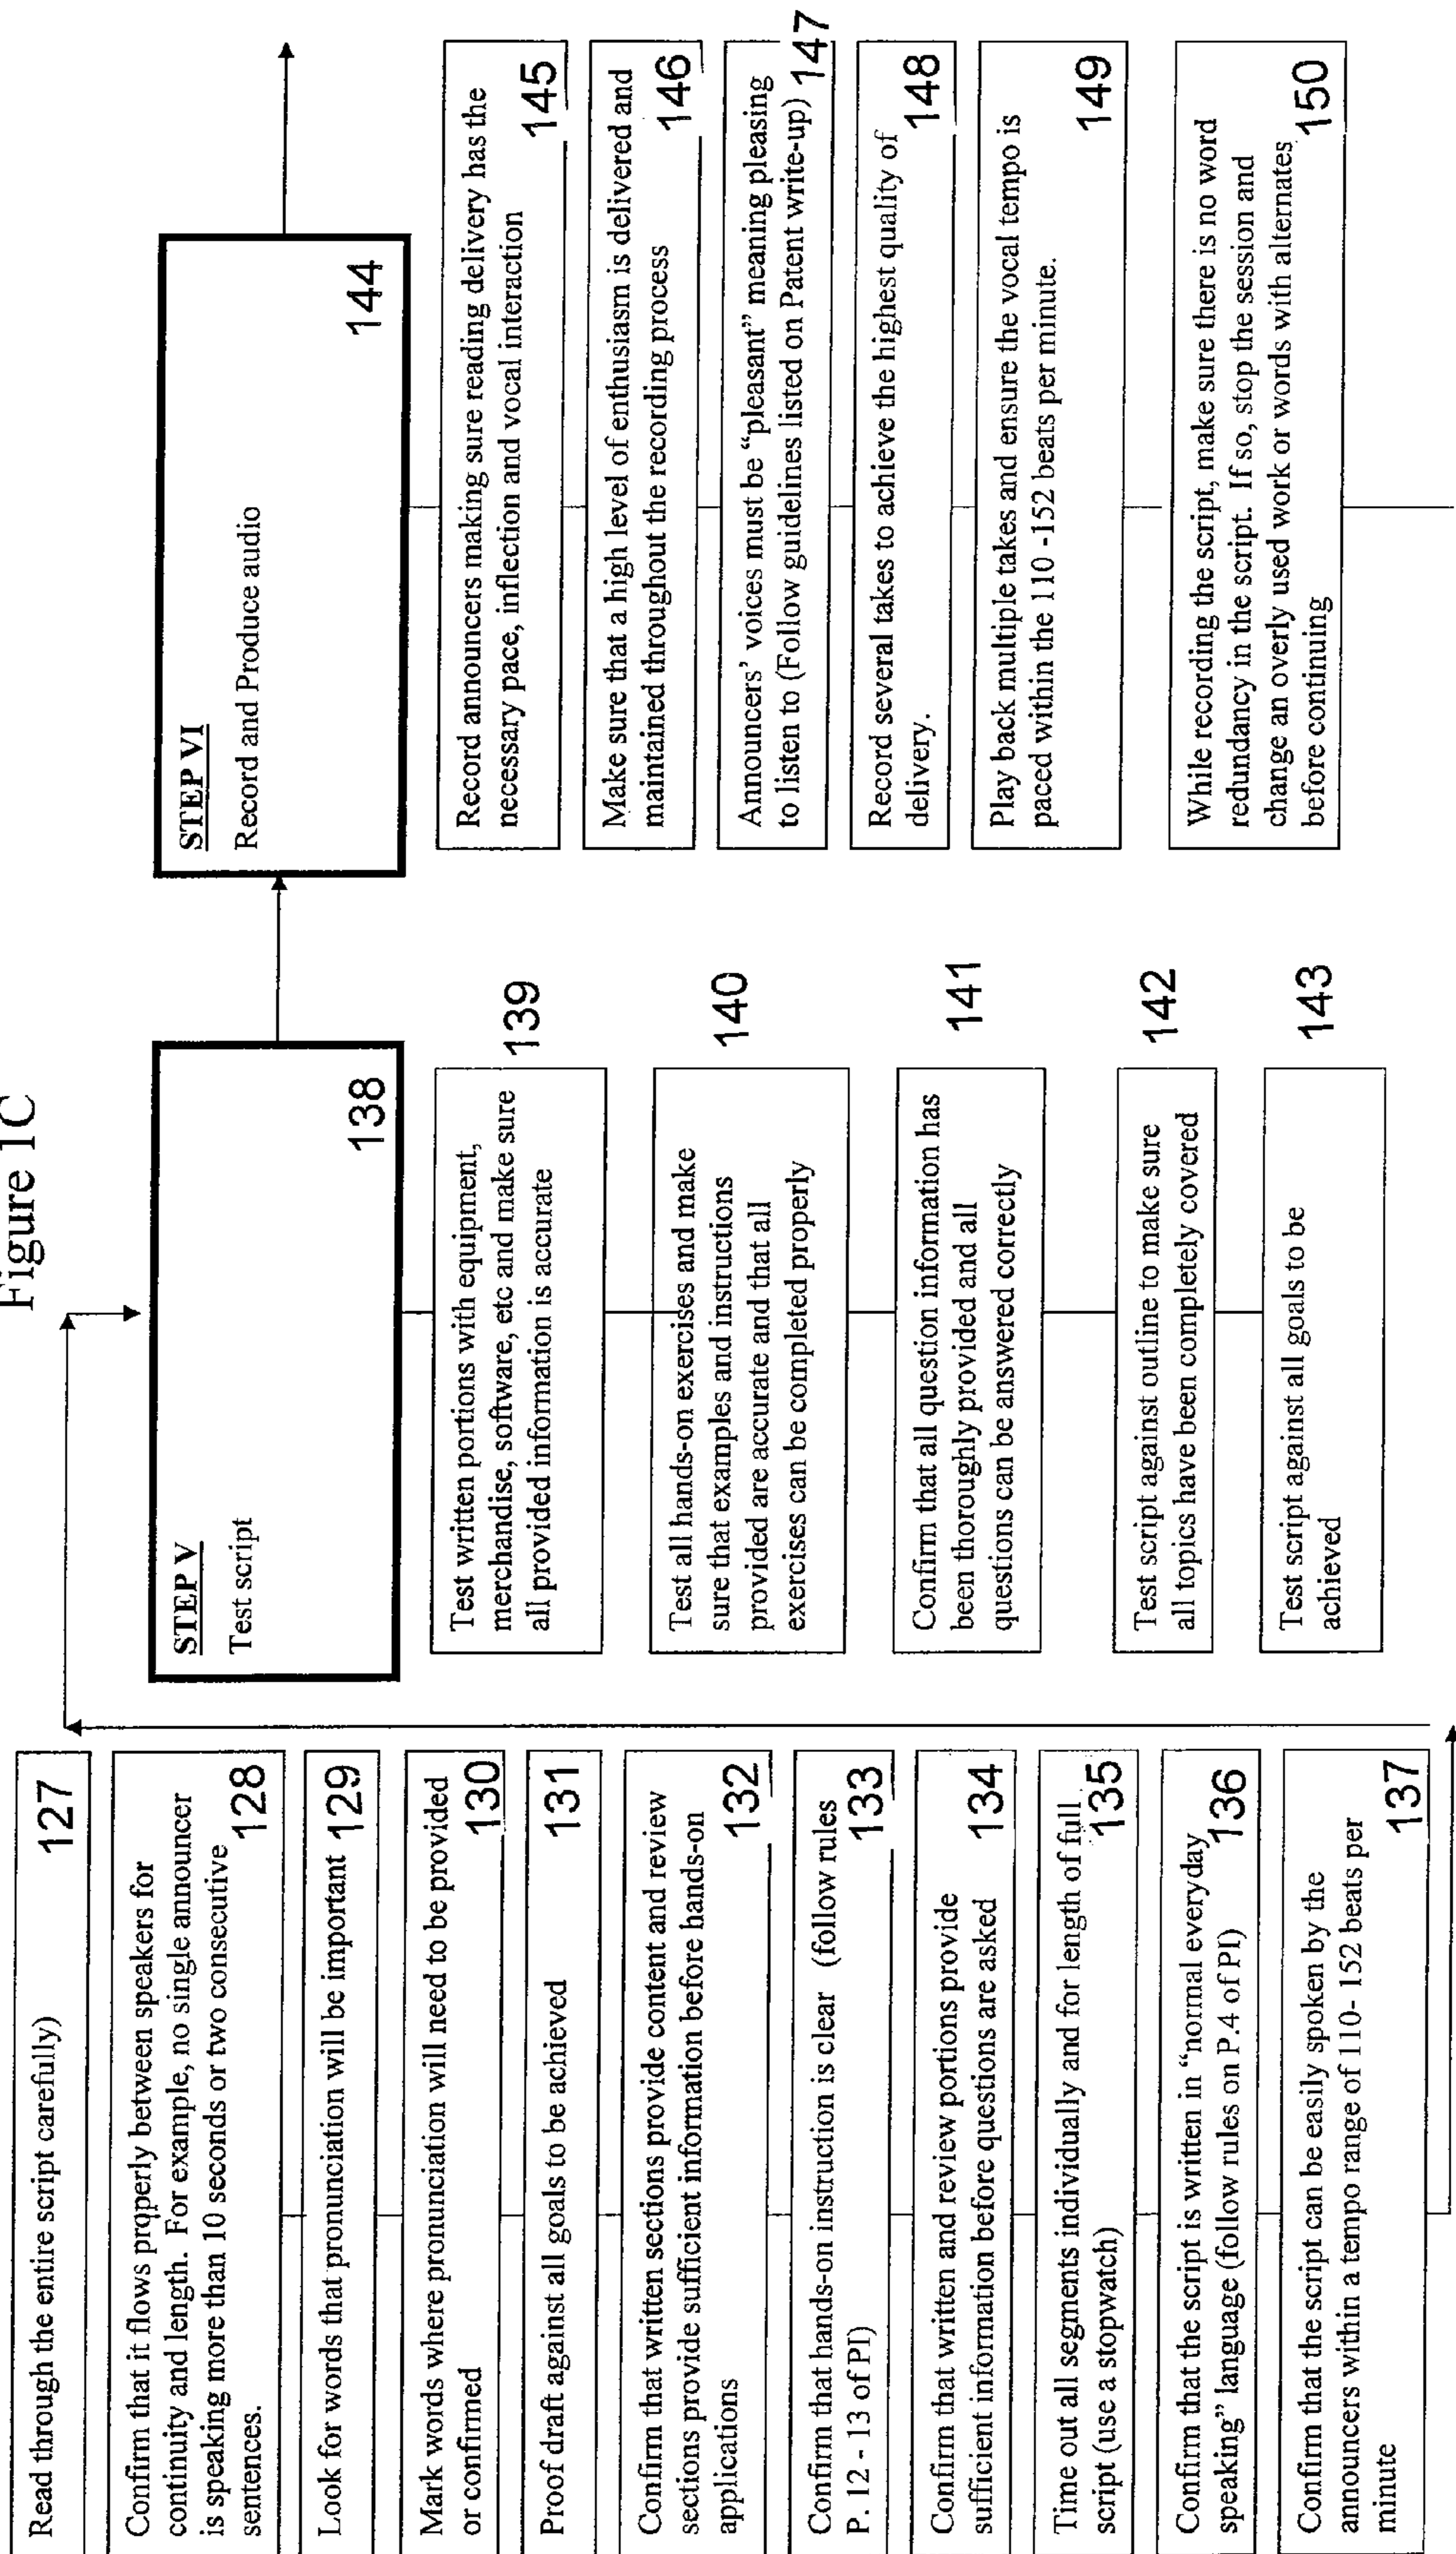 Figure 1C
Read through the entire script carefully)
127
Confirm that it flows properly between speakers for
continuity and length. For example, no single announcer
is speaking more than 10 seconds or two consecutive
sentences.
128
Look for words that pronunciation will be important
129
Mark words where pronunciation will need to be provided
or confirmed
130
Proof draft against all goals to be achieved
131
Confirm that written sections provide content and review
sections provide sufficient information before hands-on
applications
132
Confirm that hands-on instruction is clear (follow rules
P. 12 - 13 of PI)
133
Confirm that written and review portions provide
sufficient information before questions are asked
134
Time out all segments individually and for length of full
script (use a stopwatch)
135
Confirm that the script is written in “normal everyday
speaking” language (follow rules on P.4 of PI)
136
Confirm that the script can be easily spoken by the
announcers within a tempo range of 110- 152 beats per
minute
137
STEP V
Test script
138
Test written portions with equipment,
merchandise, software, etc and make sure
all provided information is accurate
139
Test all hands-on exercises and make
sure that examples and instructions
provided are accurate and that all
exercises can be completed properly
140
Confirm that all question information has
been thoroughly provided and all
questions can be answered correctly
141
Test script against outline to make sure
all topics have been completely covered
142
Test script against all goals to be
achieved
143
STEP VI
Record and Produce audio
144
Record announcers making sure reading delivery has the
necessary pace, inflection and vocal interaction
145
Make sure that a high level of enthusiasm is delivered and
maintained throughout the recording process
146
Announcers’ voices must be “pleasant” meaning pleasing
to listen to (Follow guidelines listed on Patent write-up)
147
Record several takes to achieve the highest quality of
delivery.
148
Play back multiple takes and ensure the vocal tempo is
paced within the 110 -152 beats per minute.
149
While recording the script, make sure there is no word
redundancy in the script. If so, stop the session and
change an overly used work or words with alternates
before continuing
150